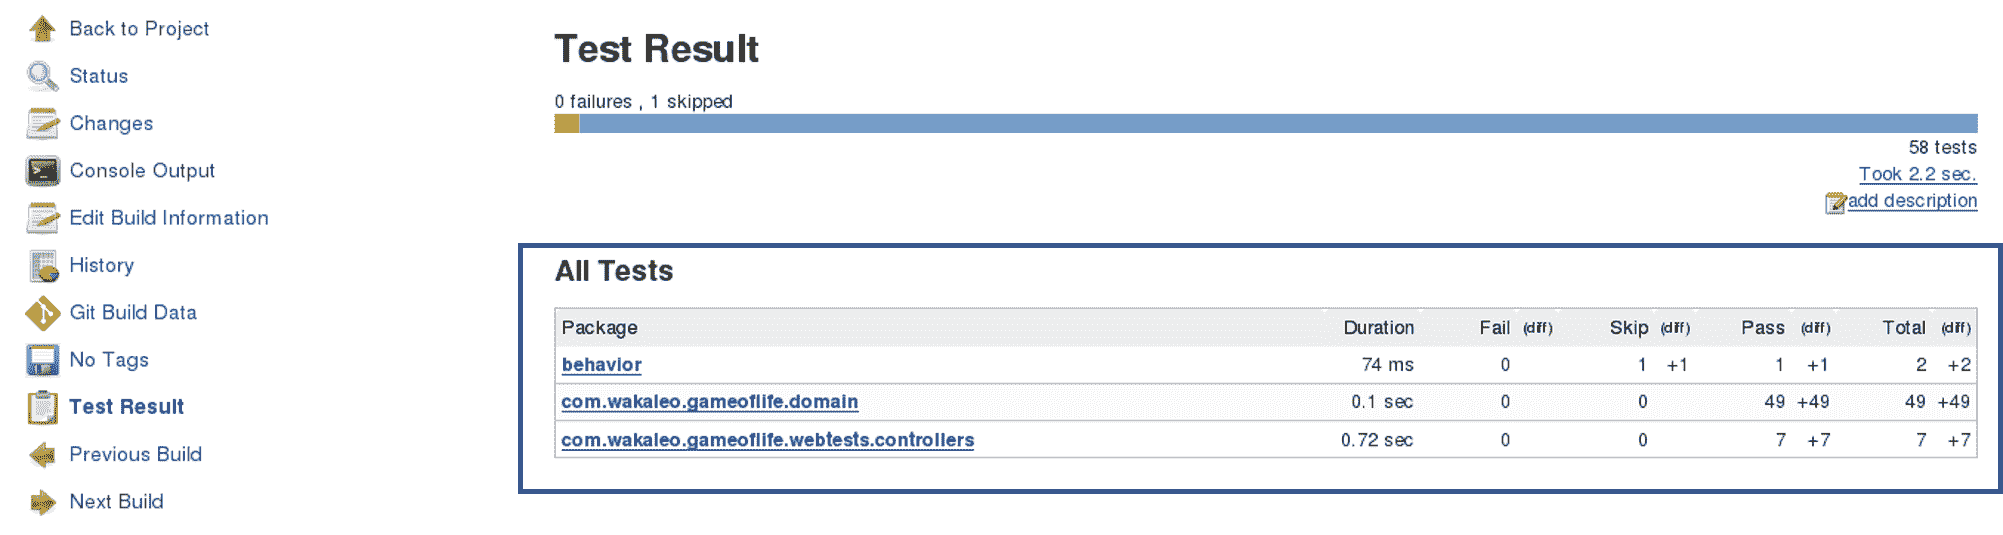 Back to Project
Status
Changes
Console Output
Edit Build Information
History
Git Build Data
No Tags
Test Result
Previous Build
Next Build
Test Result
0 failures , 1 skipped
58 tests
Took 2.2 sec.
add description
All Tests
Package Duration Fail (diff) Skip (diff) Pass (diff) Total (diff)
behavior 74 ms 0 1 +1 1 +1 2 +2
com.wakaleo.gameoflife.domain 0.1 sec 0 0 49 +49 49 +49
com.wakaleo.gameoflife.webtests.controllers 0.72 sec 0 0 7 +7 7 +7